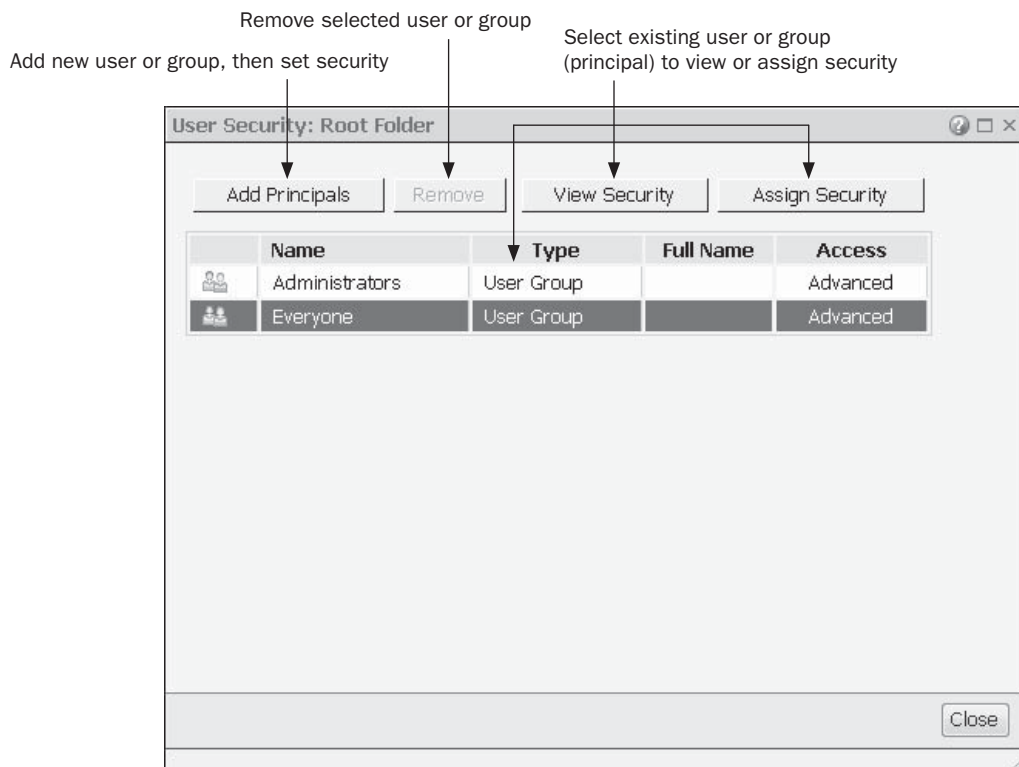 Remove selected user or group
Select existing user or group
(principal) to view or assign security
Add new user or group, then set security
User Security: Root Folder
Add Principals Remove View Security Assign Security
Name Type Full Name Access
Administrators User Group Advanced
Everyone User Group Advanced
Close